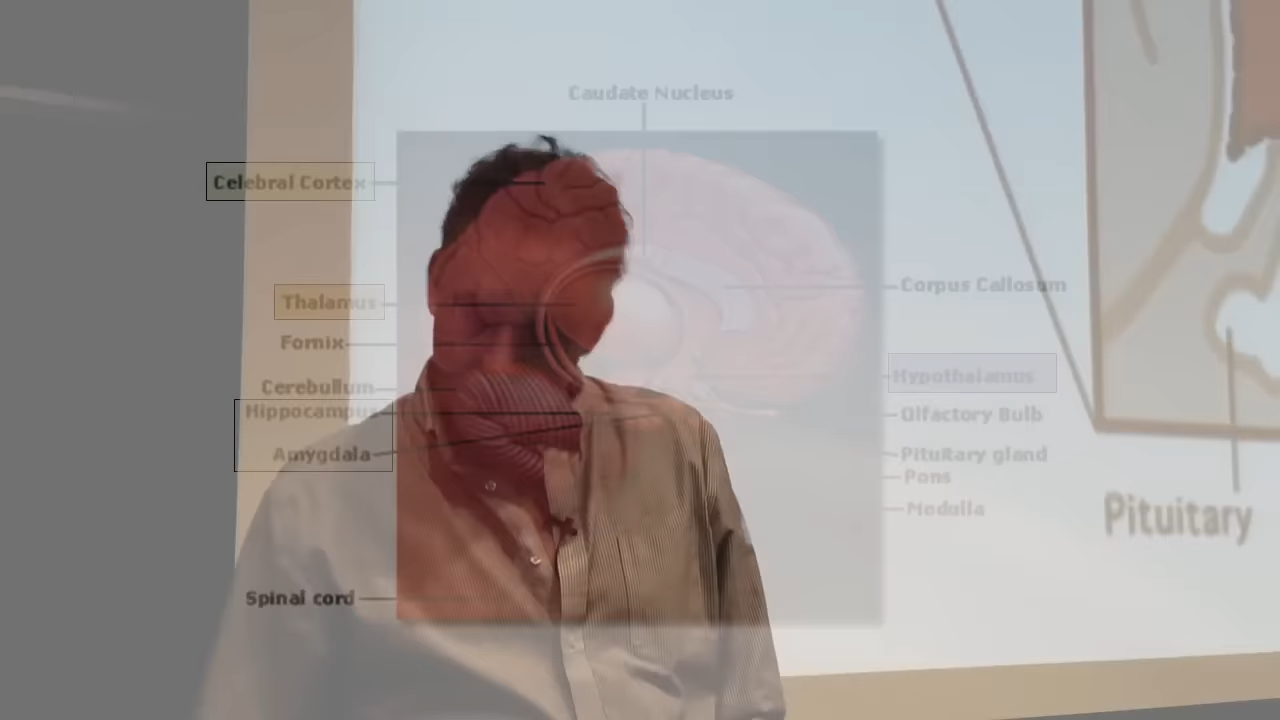 Caudate Nucleus
Celebral Cortex
Thalamus
Fornix
Cerebullum
Hippocampus
Amygdala
Spinal cord
Corpus Callosum
Hypothalamus
Olfactory Bulb
Pituitary gland
Pons
Medulla
Pituitary